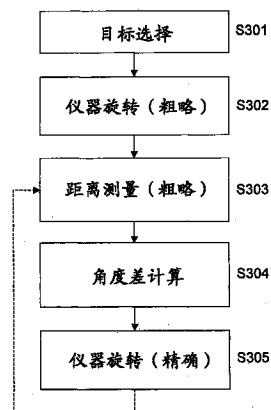 目标选择 S301
仪器旋转（粗略） S302
距离测量（粗略） S303
角度差计算 S304
仪器旋转（精确） S305